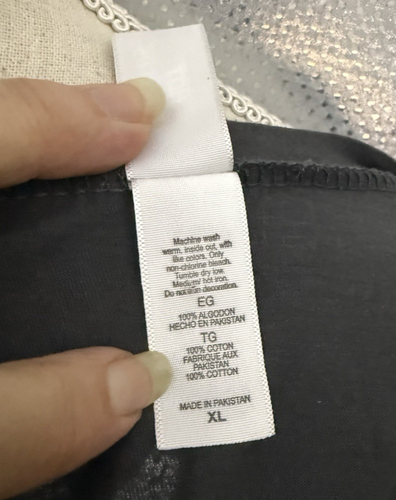 Machine wash
warm, inside out, with
like colors. Only
non-chlorine bleach.
Tumble dry low.
Medium hot iron.
Do not iron decoration.
EG
100% ALGODON
HECHO EN PAKISTAN
TG
100% COTON
FABRIQUE AUX
PAKISTAN
100% COTTON
MADE IN PAKISTAN
XL